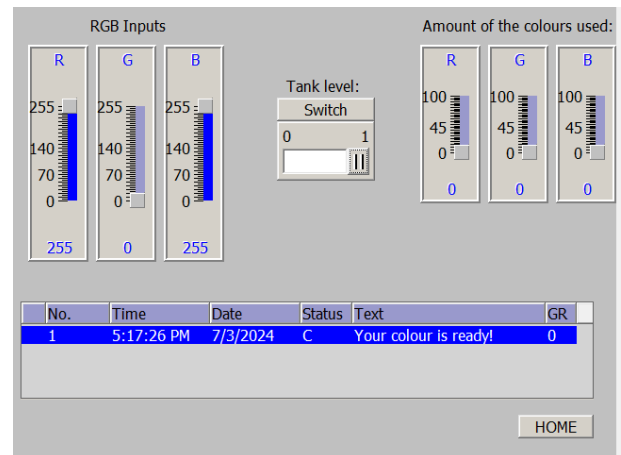 RGB Inputs
Amount of the colours used:
R G B
255 255 255
140 140 140
70 70 70
0 0 0
255 0 255
Tank level:
Switch
0 1
R G B
100 100 100
45 45 45
0 0 0
0 0 0
No. Time Date Status Text GR
1 5:17:26 PM 7/3/2024 C Your colour is ready! 0
HOME